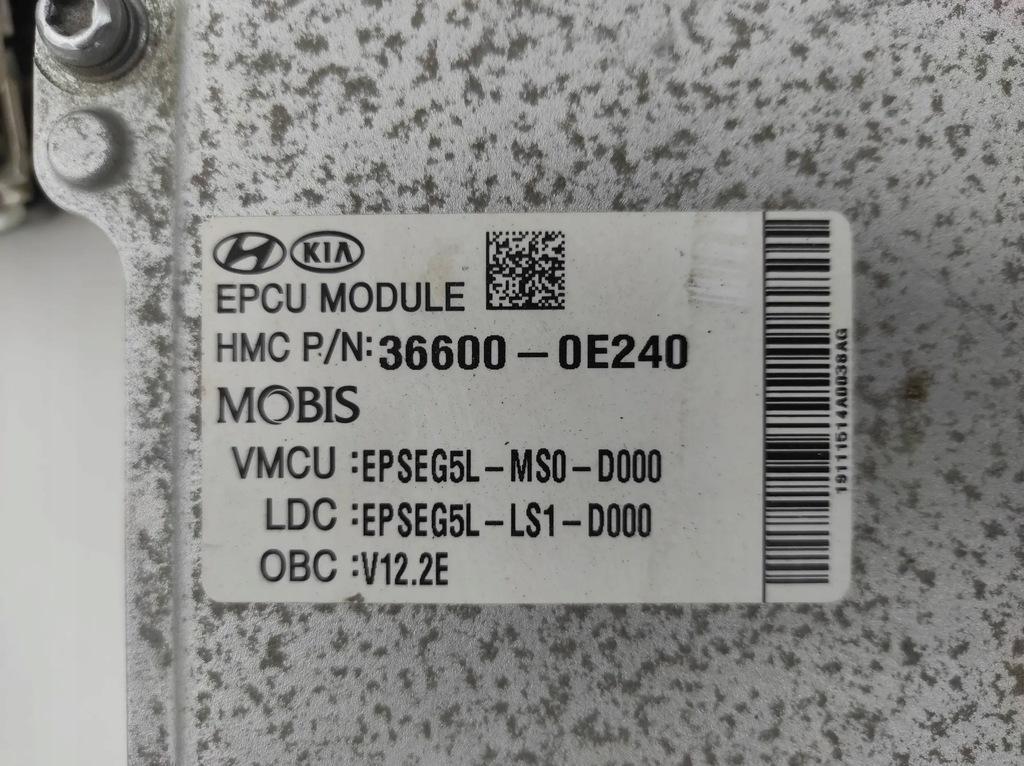 KIA
EPCU MODULE
HMC P/N: 36600-0E240
MOBIS
VMCU :EPSEG5L-MS0-D000
LDC :EPSEG5L-LS1-D000
OBC :V12.2E
19111514A0038AG